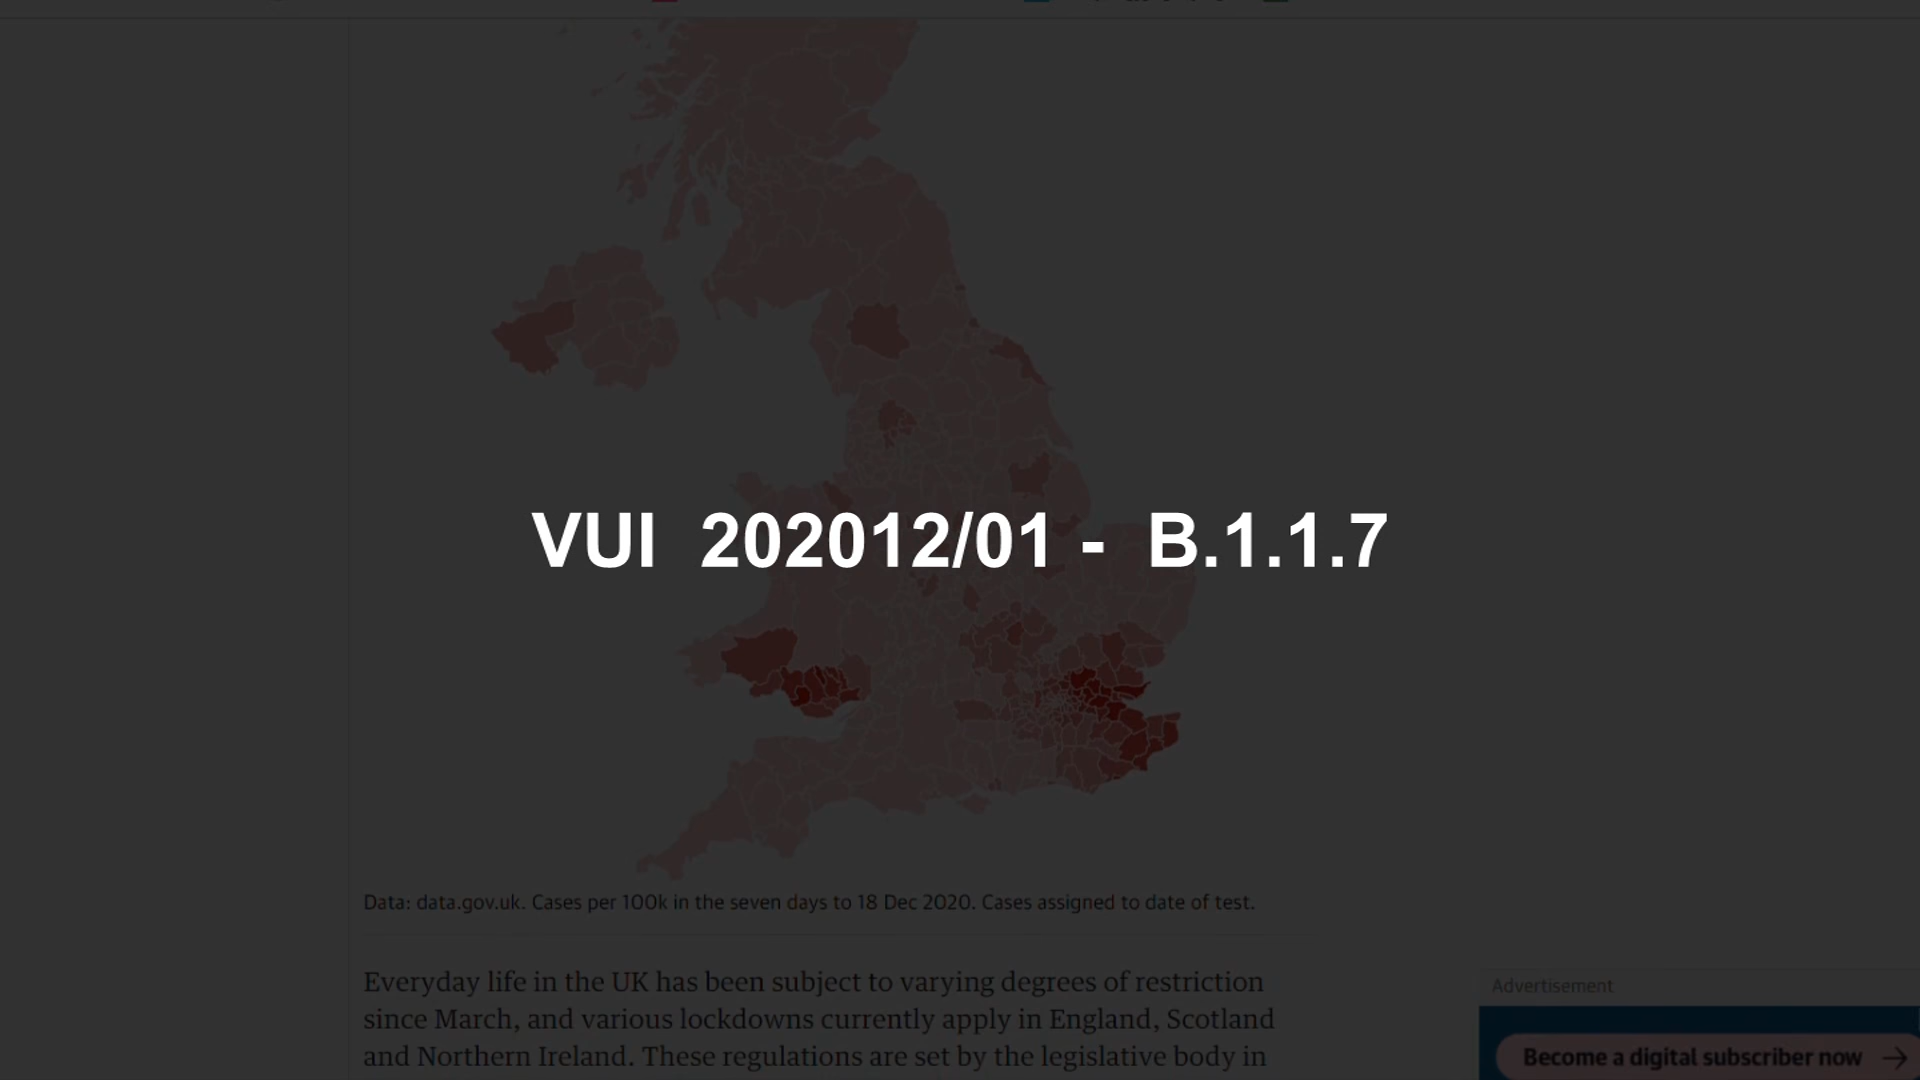 VUI 202012/01 - B.1.1.7
Data: data.gov.uk. Cases per 100k in the seven days to 18 Dec 2020. Cases assigned to date of test.
Everyday life in the UK has been subject to varying degrees of restriction
since March, and various lockdowns currently apply in England, Scotland
and Northern Ireland. These regulations are set by the legislative body in
Advertisement
Become a digital subscriber now